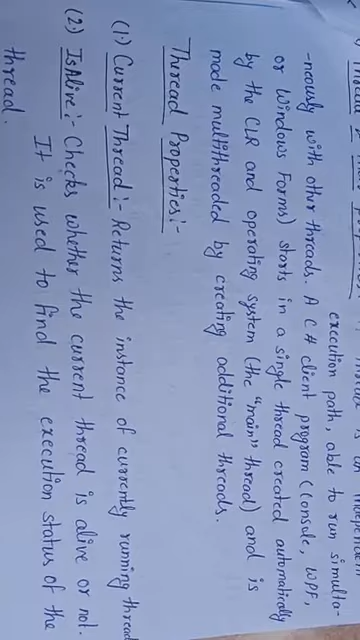 execution path, able to run simulta-
-neously with other threads. A C# client program (Console, WPF,
or Windows Forms) starts in a single thread created automatically
by the CLR and operating system (the "main" thread) and is
made multithreaded by creating additional threads.
Thread Properties:-
(1) Current Thread:- Returns the instance of currently running thread
(2) IsAlive:- Checks whether the current thread is alive or not.
It is used to find the execution status of the
thread.